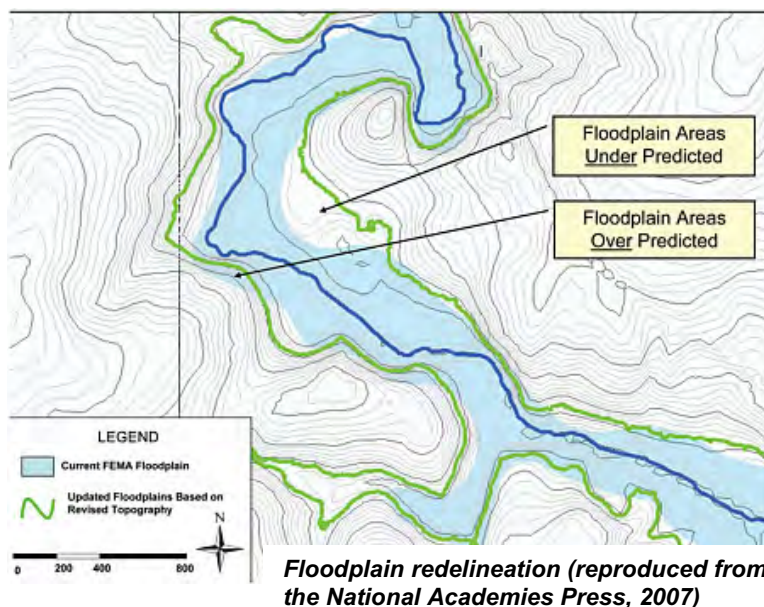 Floodplain Areas
Under Predicted
Floodplain Areas
Over Predicted
LEGEND
Current FEMA Floodplain
Updated Floodplains Based on
Revised Topography
N
0 200 400 800
Floodplain redelineation (reproduced from
the National Academies Press, 2007)